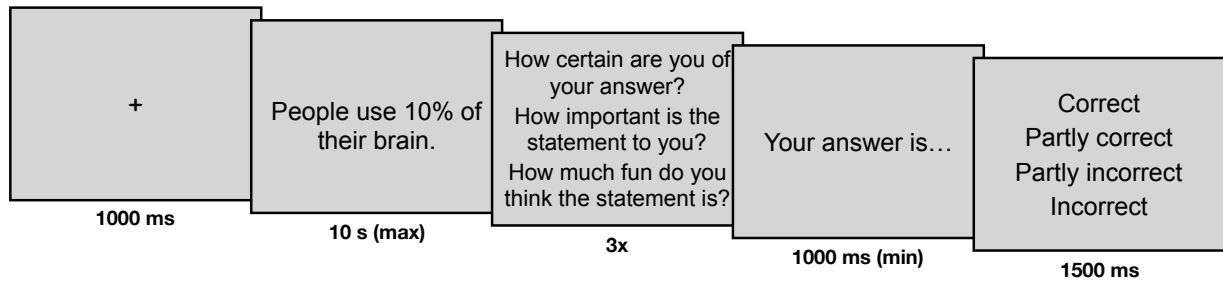 +
1000 ms
People use 10% of
their brain.
10 s (max)
How certain are you of
your answer?
How important is the
statement to you?
How much fun do you
think the statement is?
3x
Your answer is…
1000 ms (min)
Correct
Partly correct
Partly incorrect
Incorrect
1500 ms